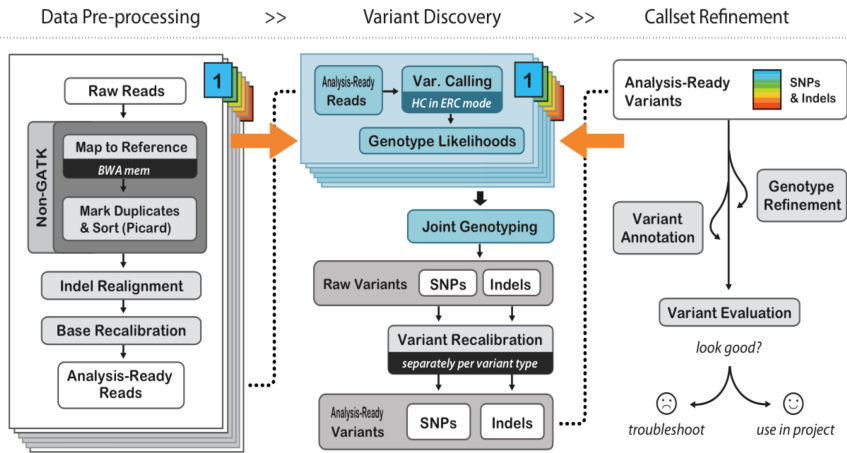 Data Pre-processing >> Variant Discovery >> Callset Refinement
1
Raw Reads
Non-GATK
Map to Reference
BWA mem
Mark Duplicates
& Sort (Picard)
Indel Realignment
Base Recalibration
Analysis-Ready
Reads
Analysis-Ready
Reads
Var. Calling
HC in ERC mode
1
Genotype Likelihoods
Joint Genotyping
Raw Variants
SNPs
Indels
Variant Recalibration
separately per variant type
Analysis-Ready
Variants
SNPs
Indels
Analysis-Ready
Variants
SNPs
& Indels
Genotype
Refinement
Variant
Annotation
Variant Evaluation
look good?
troubleshoot
use in project